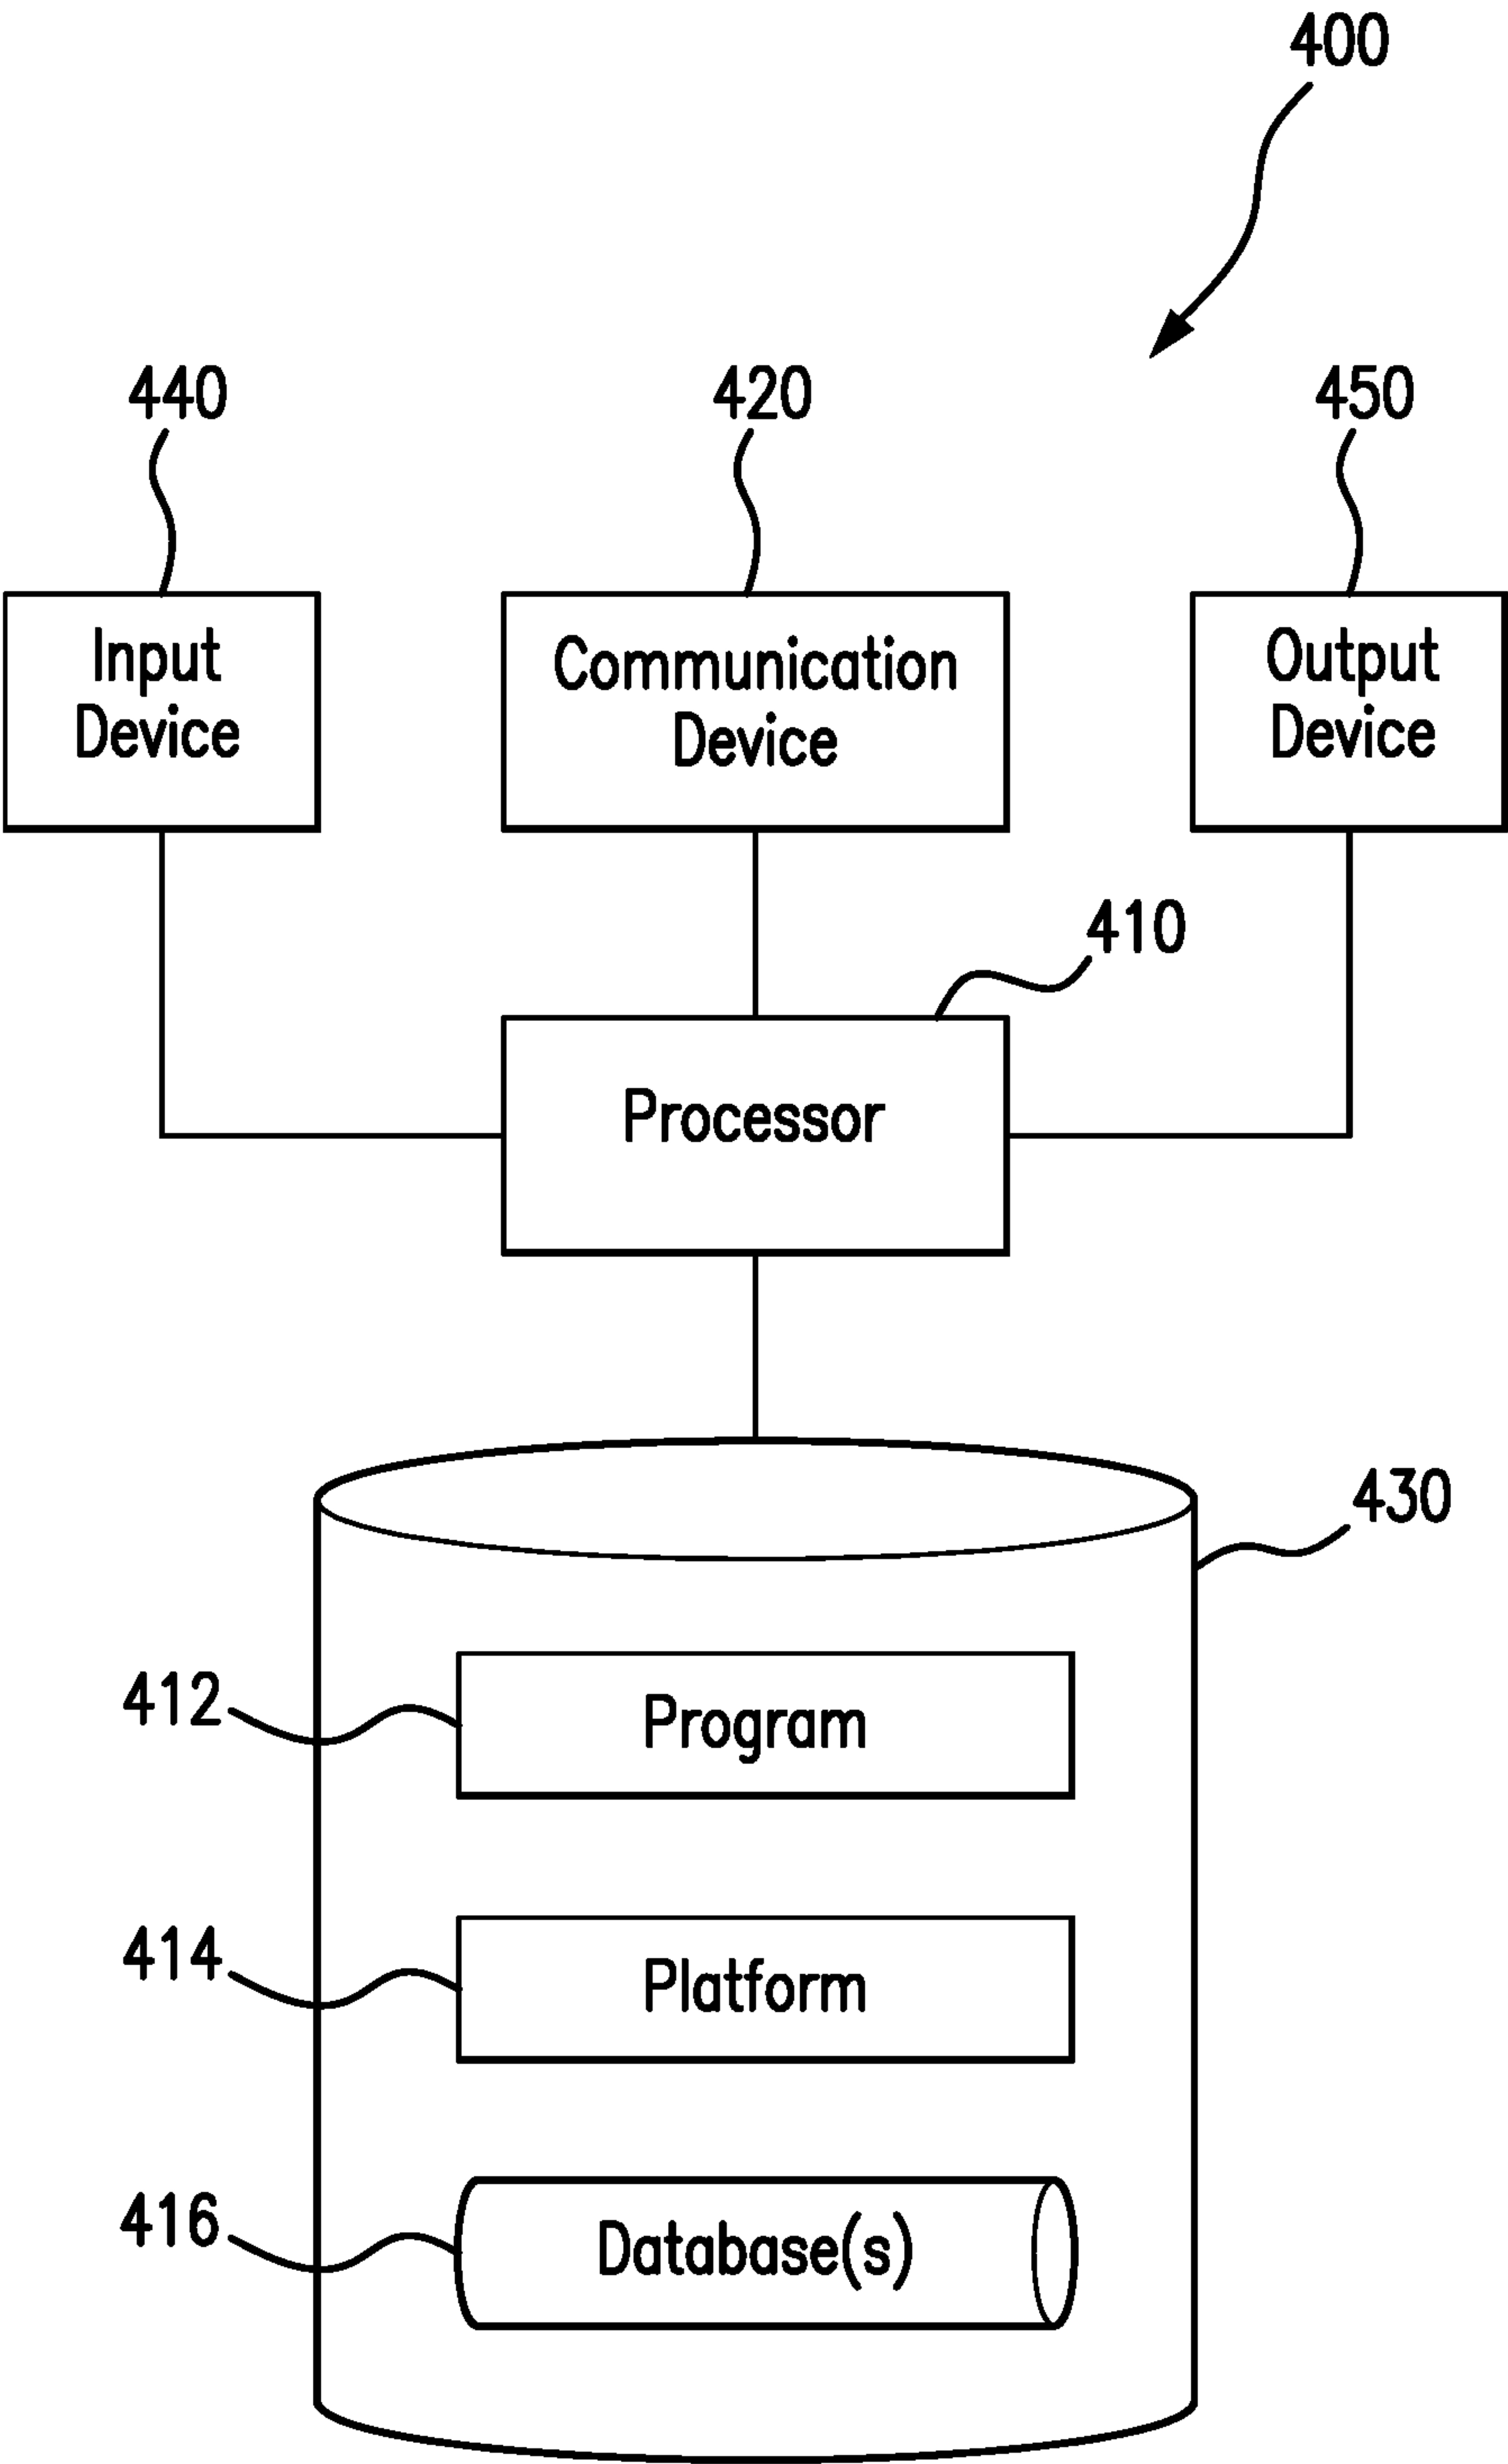 400
440
420
450
Input
Device
Communication
Device
Output
Device
410
Processor
430
412
Program
414
Platform
416
Database(s)